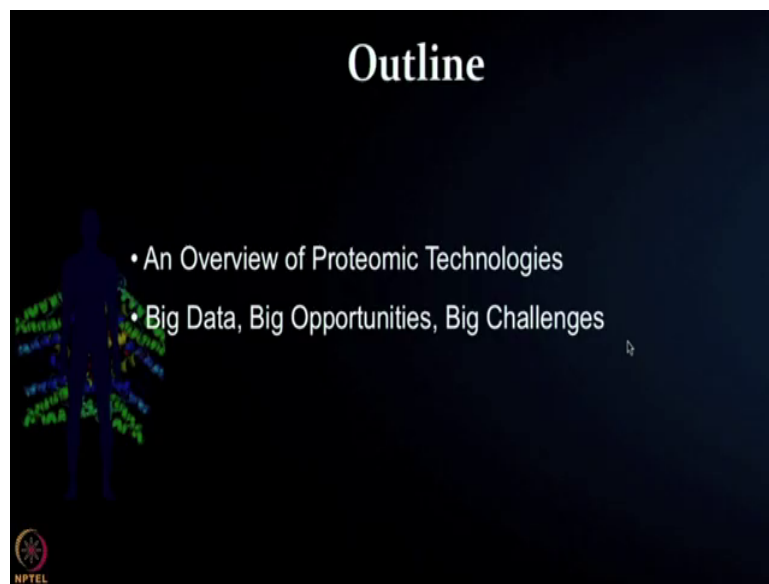 Outline
• An Overview of Proteomic Technologies
• Big Data, Big Opportunities, Big Challenges
NPTEL